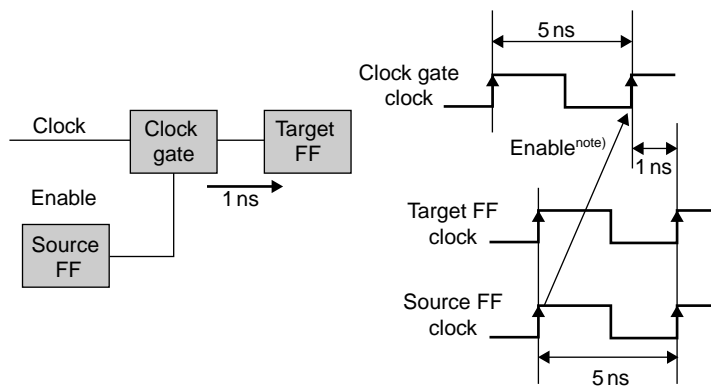 5 ns
Clock gate
clock
Clock
Clock
gate
Target
FF
Enable
1 ns
Source
FF
Enable^note)
1 ns
Target FF
clock
Source FF
clock
5 ns